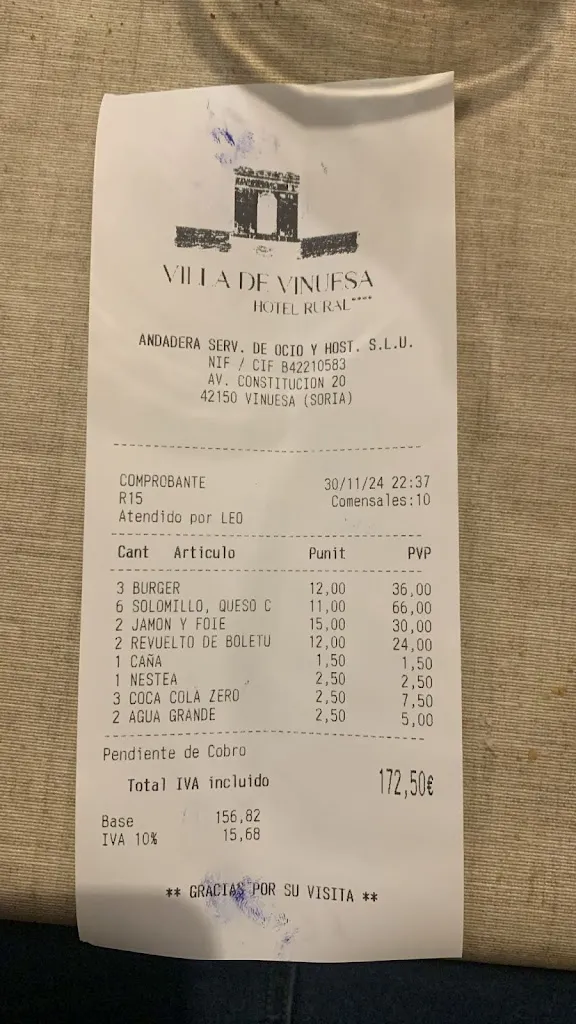 VILLA DE VINUESA
HOTEL RURAL****
ANDADERA SERV. DE OCIO Y HOST. S.L.U.
NIF / CIF B42210583
AV. CONSTITUCION 20
42150 VINUESA (SORIA)
COMPROBANTE 30/11/24 22:37
R15 Comensales:10
Atendido por LEO
Cant Articulo Punit PVP
3 BURGER 12,00 36,00
6 SOLOMILLO, QUESO C 11,00 66,00
2 JAMON Y FOIE 15,00 30,00
2 REVUELTO DE BOLETU 12,00 24,00
1 CAÑA 1,50 1,50
1 NESTEA 2,50 2,50
3 COCA COLA ZERO 2,50 7,50
2 AGUA GRANDE 2,50 5,00
Pendiente de Cobro
Total IVA incluido 172,50€
Base 156,82
IVA 10% 15,68
** GRACIAS POR SU VISITA **